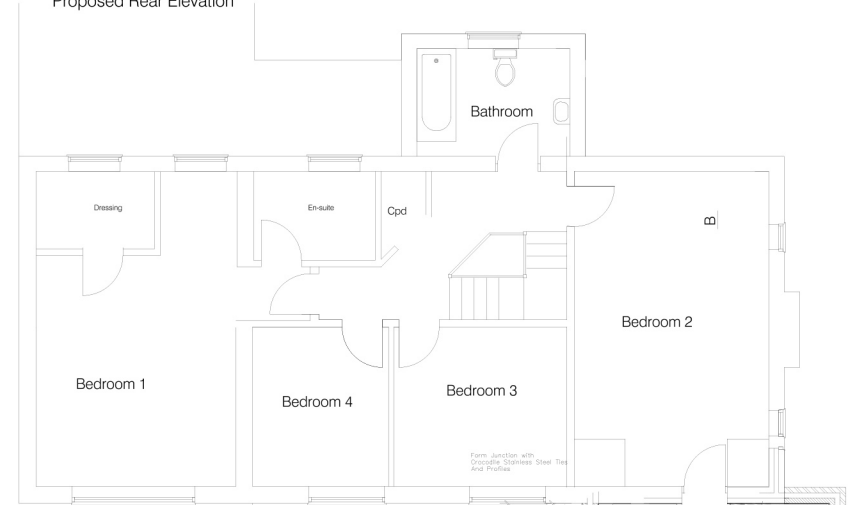 Proposed Rear Elevation
Bathroom
Dressing
En-suite
Cpd
B
Bedroom 2
Bedroom 1
Bedroom 4
Bedroom 3
Form Junction with
Crocodile Stainless Steel Ties
And Profiles